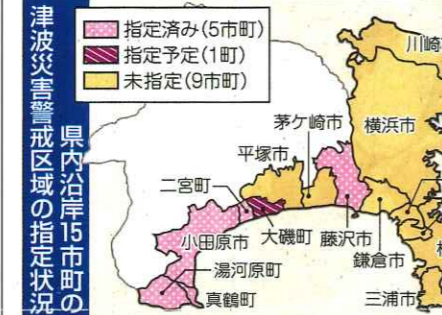 県内沿岸15市町の
津波災害警戒区域の指定状況
指定済み(5市町)
指定予定(1町)
未指定(9市町)
川崎
茅ケ崎市
横浜市
平塚市
二宮町
小田原市
大磯町
藤沢市
鎌倉市
湯河原町
真鶴町
三浦市